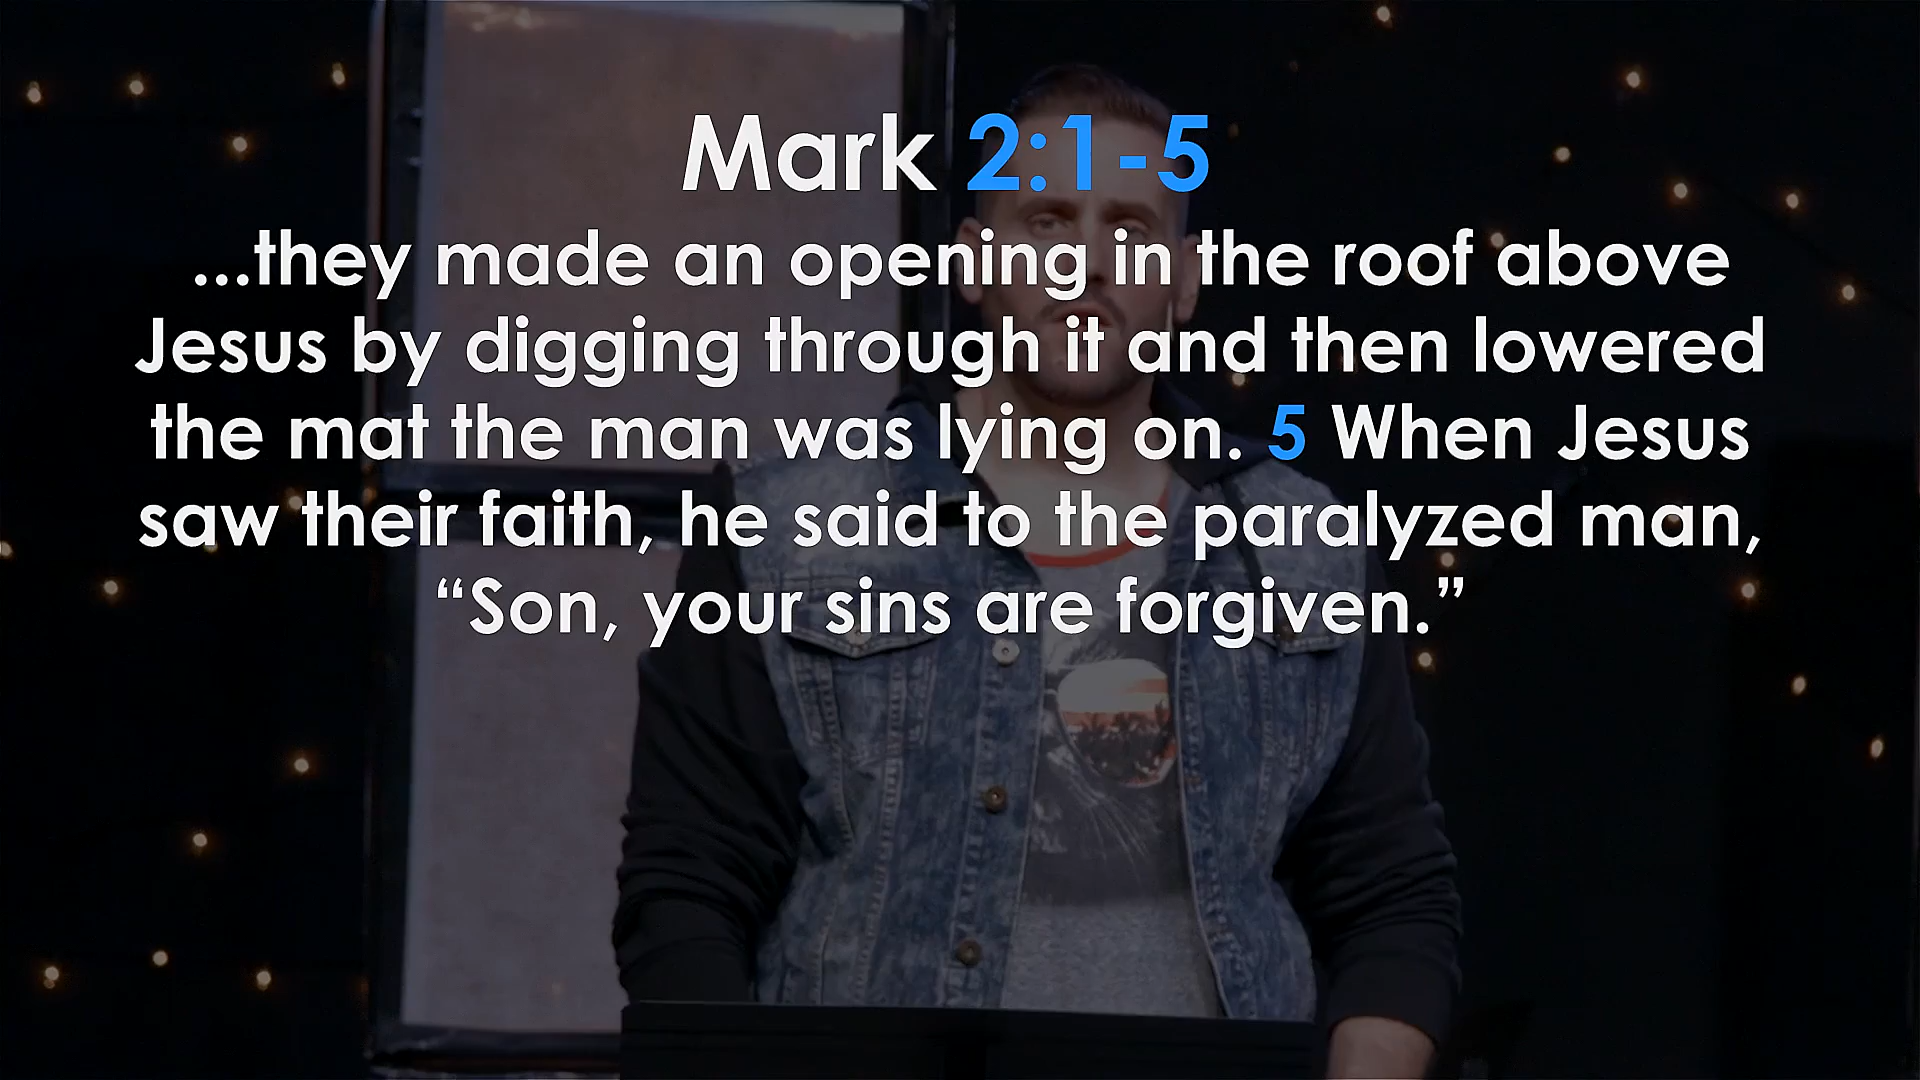 Mark 2:1-5
...they made an opening in the roof above
Jesus by digging through it and then lowered
the mat the man was lying on. 5 When Jesus
saw their faith, he said to the paralyzed man,
“Son, your sins are forgiven.”